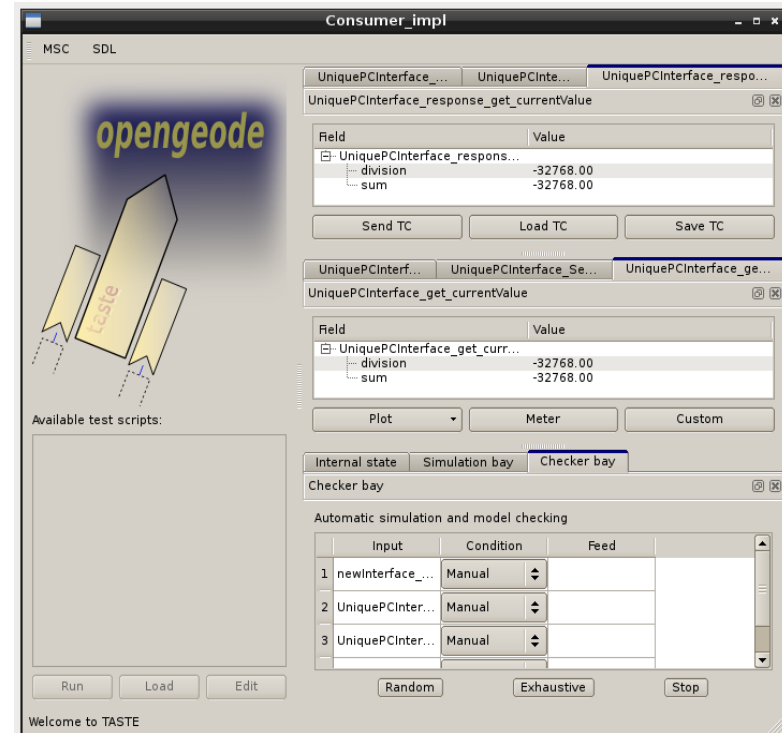 Consumer_impl
MSC SDL
opengeode
taste
Available test scripts:
Run Load Edit
Welcome to TASTE
UniquePCInterface_... UniquePCInte... UniquePCInterface_respo...
UniquePCInterface_response_get_currentValue
Field Value
UniquePCInterface_respons...
division -32768.00
sum -32768.00
Send TC Load TC Save TC
UniquePCInterf... UniquePCInterface_Se... UniquePCInterface_ge...
UniquePCInterface_get_currentValue
Field Value
UniquePCInterface_get_curr...
division -32768.00
sum -32768.00
Plot Meter Custom
Internal state Simulation bay Checker bay
Checker bay
Automatic simulation and model checking
Input Condition Feed
1 newInterface_... Manual
2 UniquePCInter... Manual
3 UniquePCInter... Manual
Random Exhaustive Stop